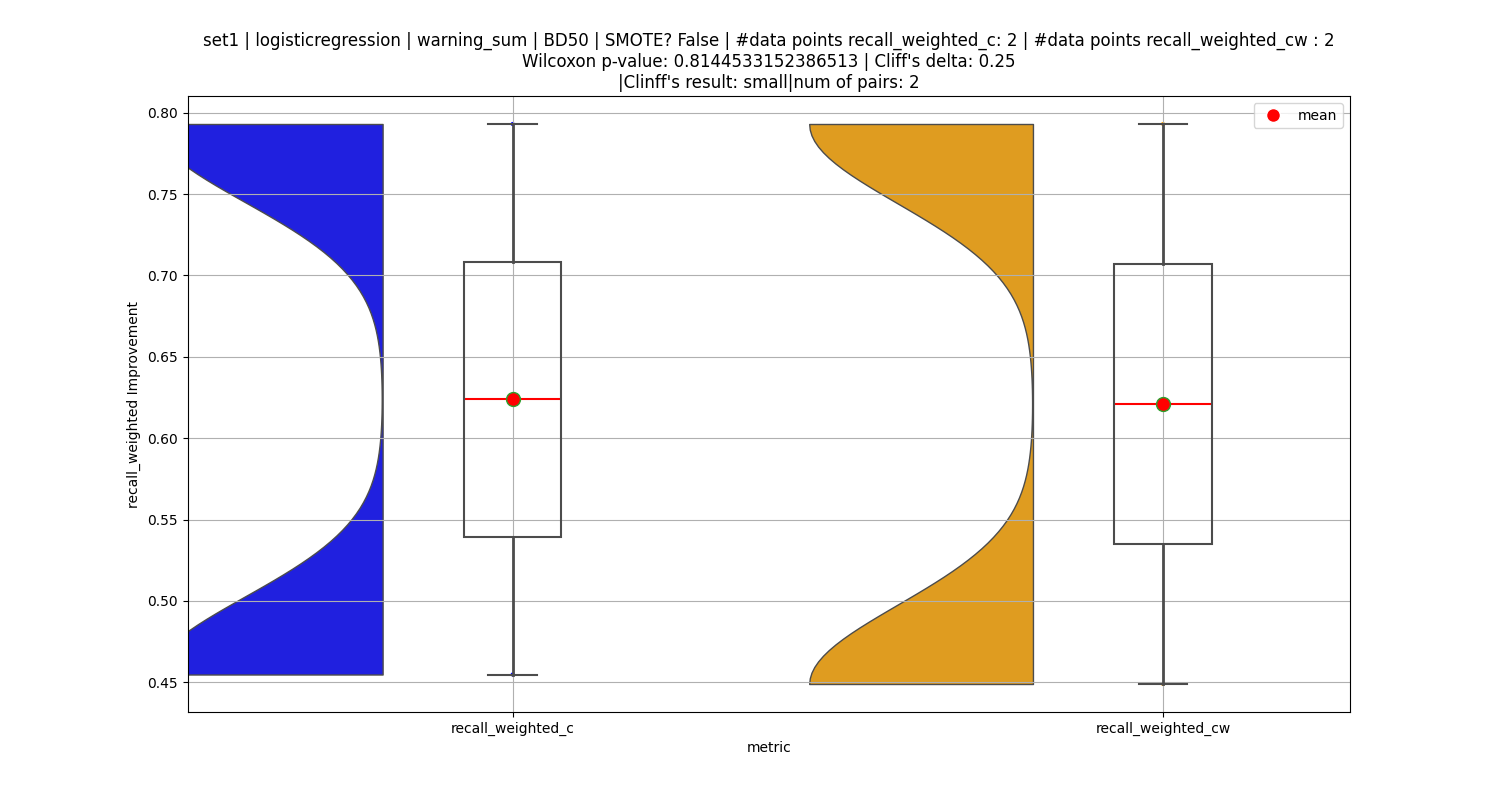 set1 | logisticregression | warning_sum | BD50 | SMOTE? False | #data points recall_weighted_c: 2 | #data points recall_weighted_cw : 2
Wilcoxon p-value: 0.8144533152386513 | Cliff's delta: 0.25
|Clinff's result: small|num of pairs: 2
mean
0.80
0.75
0.70
0.65
0.60
0.55
0.50
0.45
recall_weighted Improvement
recall_weighted_c
recall_weighted_cw
metric